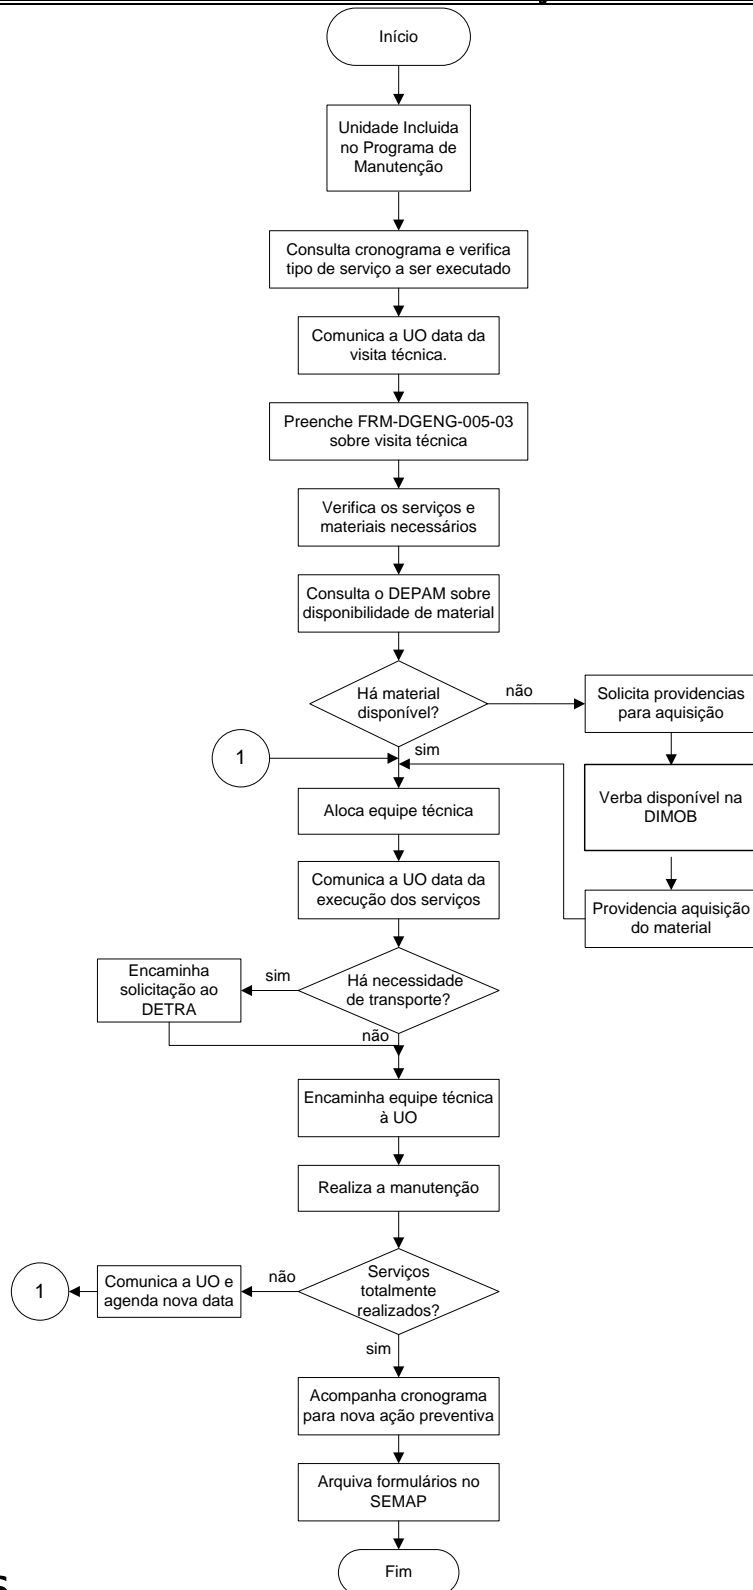 Início
Unidade Incluida
no Programa de
Manutenção
Consulta cronograma e verifica
tipo de serviço a ser executado
Comunica a UO data da
visita técnica.
Preenche FRM-DGENG-005-03
sobre visita técnica
Verifica os serviços e
materiais necessários
Consulta o DEPAM sobre
disponibilidade de material
Há material
disponível?
não
Solicita providencias
para aquisição
sim
1
Verba disponível na
DIMOB
Aloca equipe técnica
Comunica a UO data da
execução dos serviços
Providencia aquisição
do material
Há necessidade
de transporte?
sim
Encaminha
solicitação ao
DETRA
não
Encaminha equipe técnica
à UO
Realiza a manutenção
Serviços
totalmente
realizados?
não
Comunica a UO e
agenda nova data
1
sim
Acompanha cronograma
para nova ação preventiva
Arquiva formulários no
SEMAP
Fim